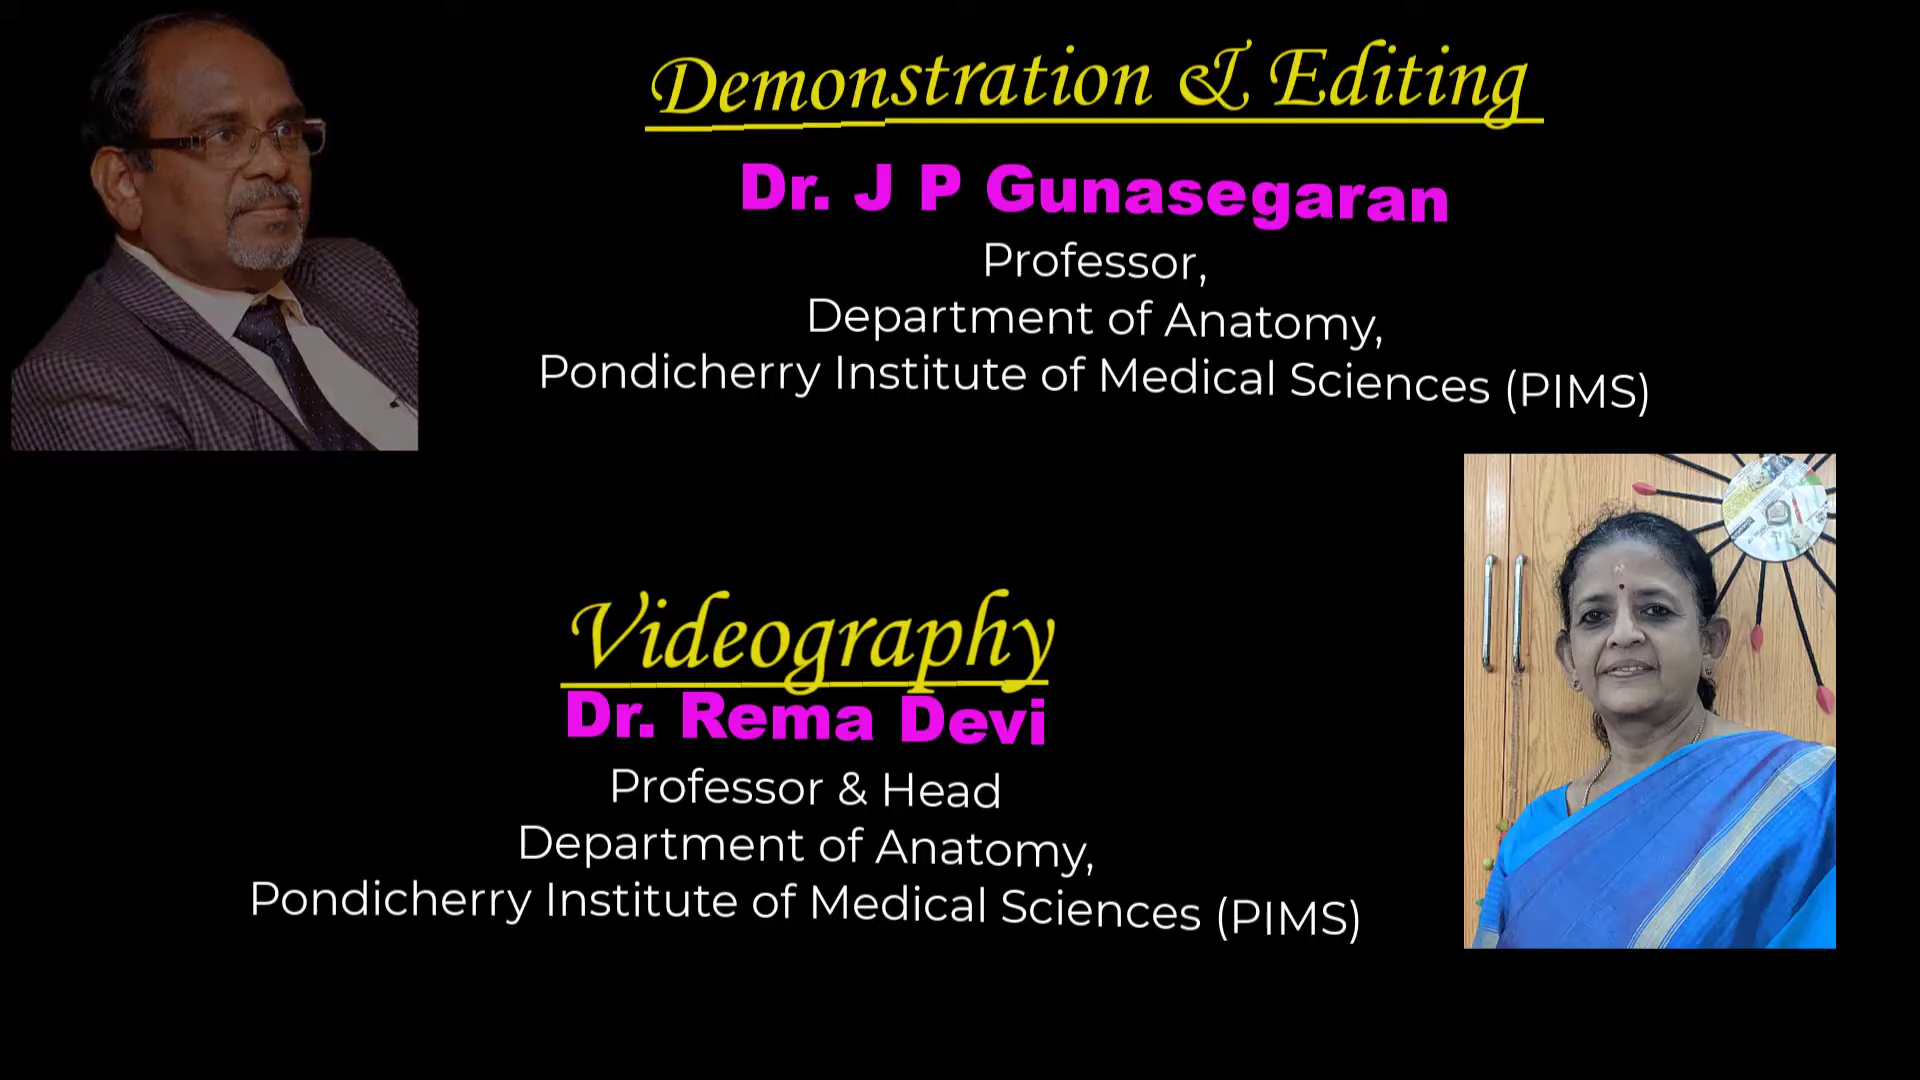 Demonstration & Editing
Dr. J P Gunasegaran
Professor,
Department of Anatomy,
Pondicherry Institute of Medical Sciences (PIMS)
Videography
Dr. Rema Devi
Professor & Head
Department of Anatomy,
Pondicherry Institute of Medical Sciences (PIMS)